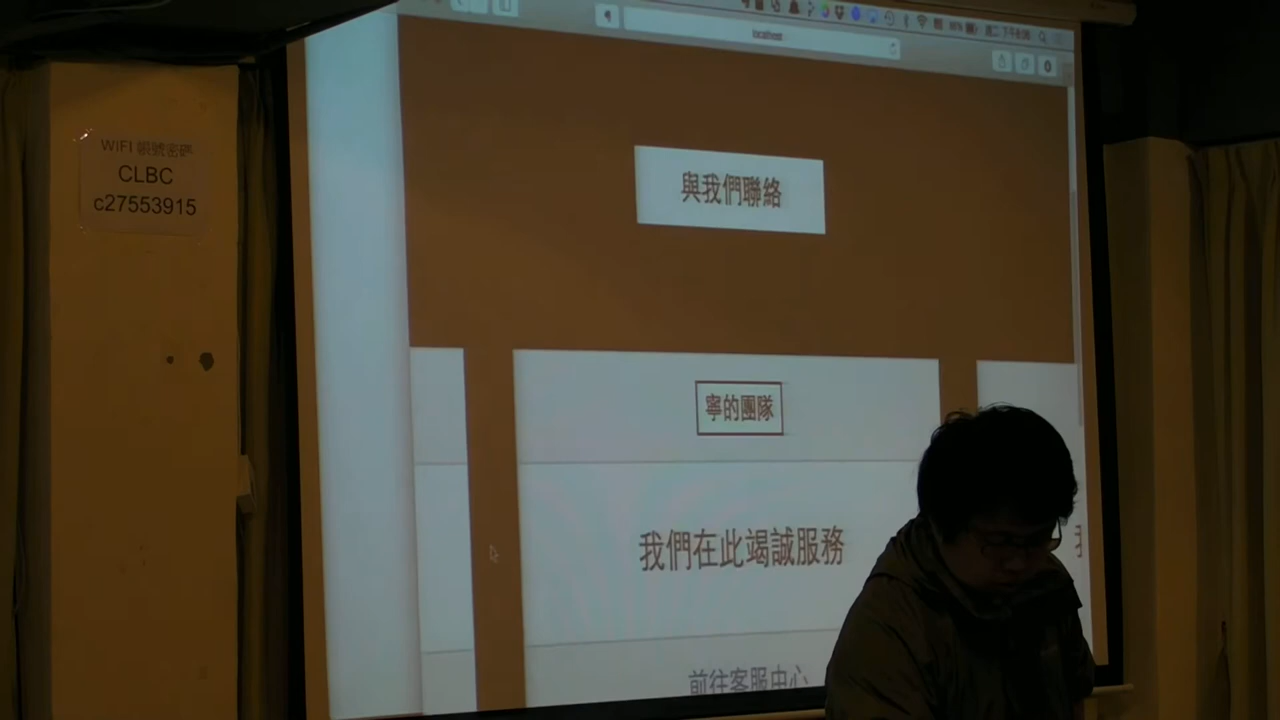 WIFI 帳號密碼
CLBC
c27553915
localhost
與我們聯絡
寧的團隊
我們在此竭誠服務
前往客服中心